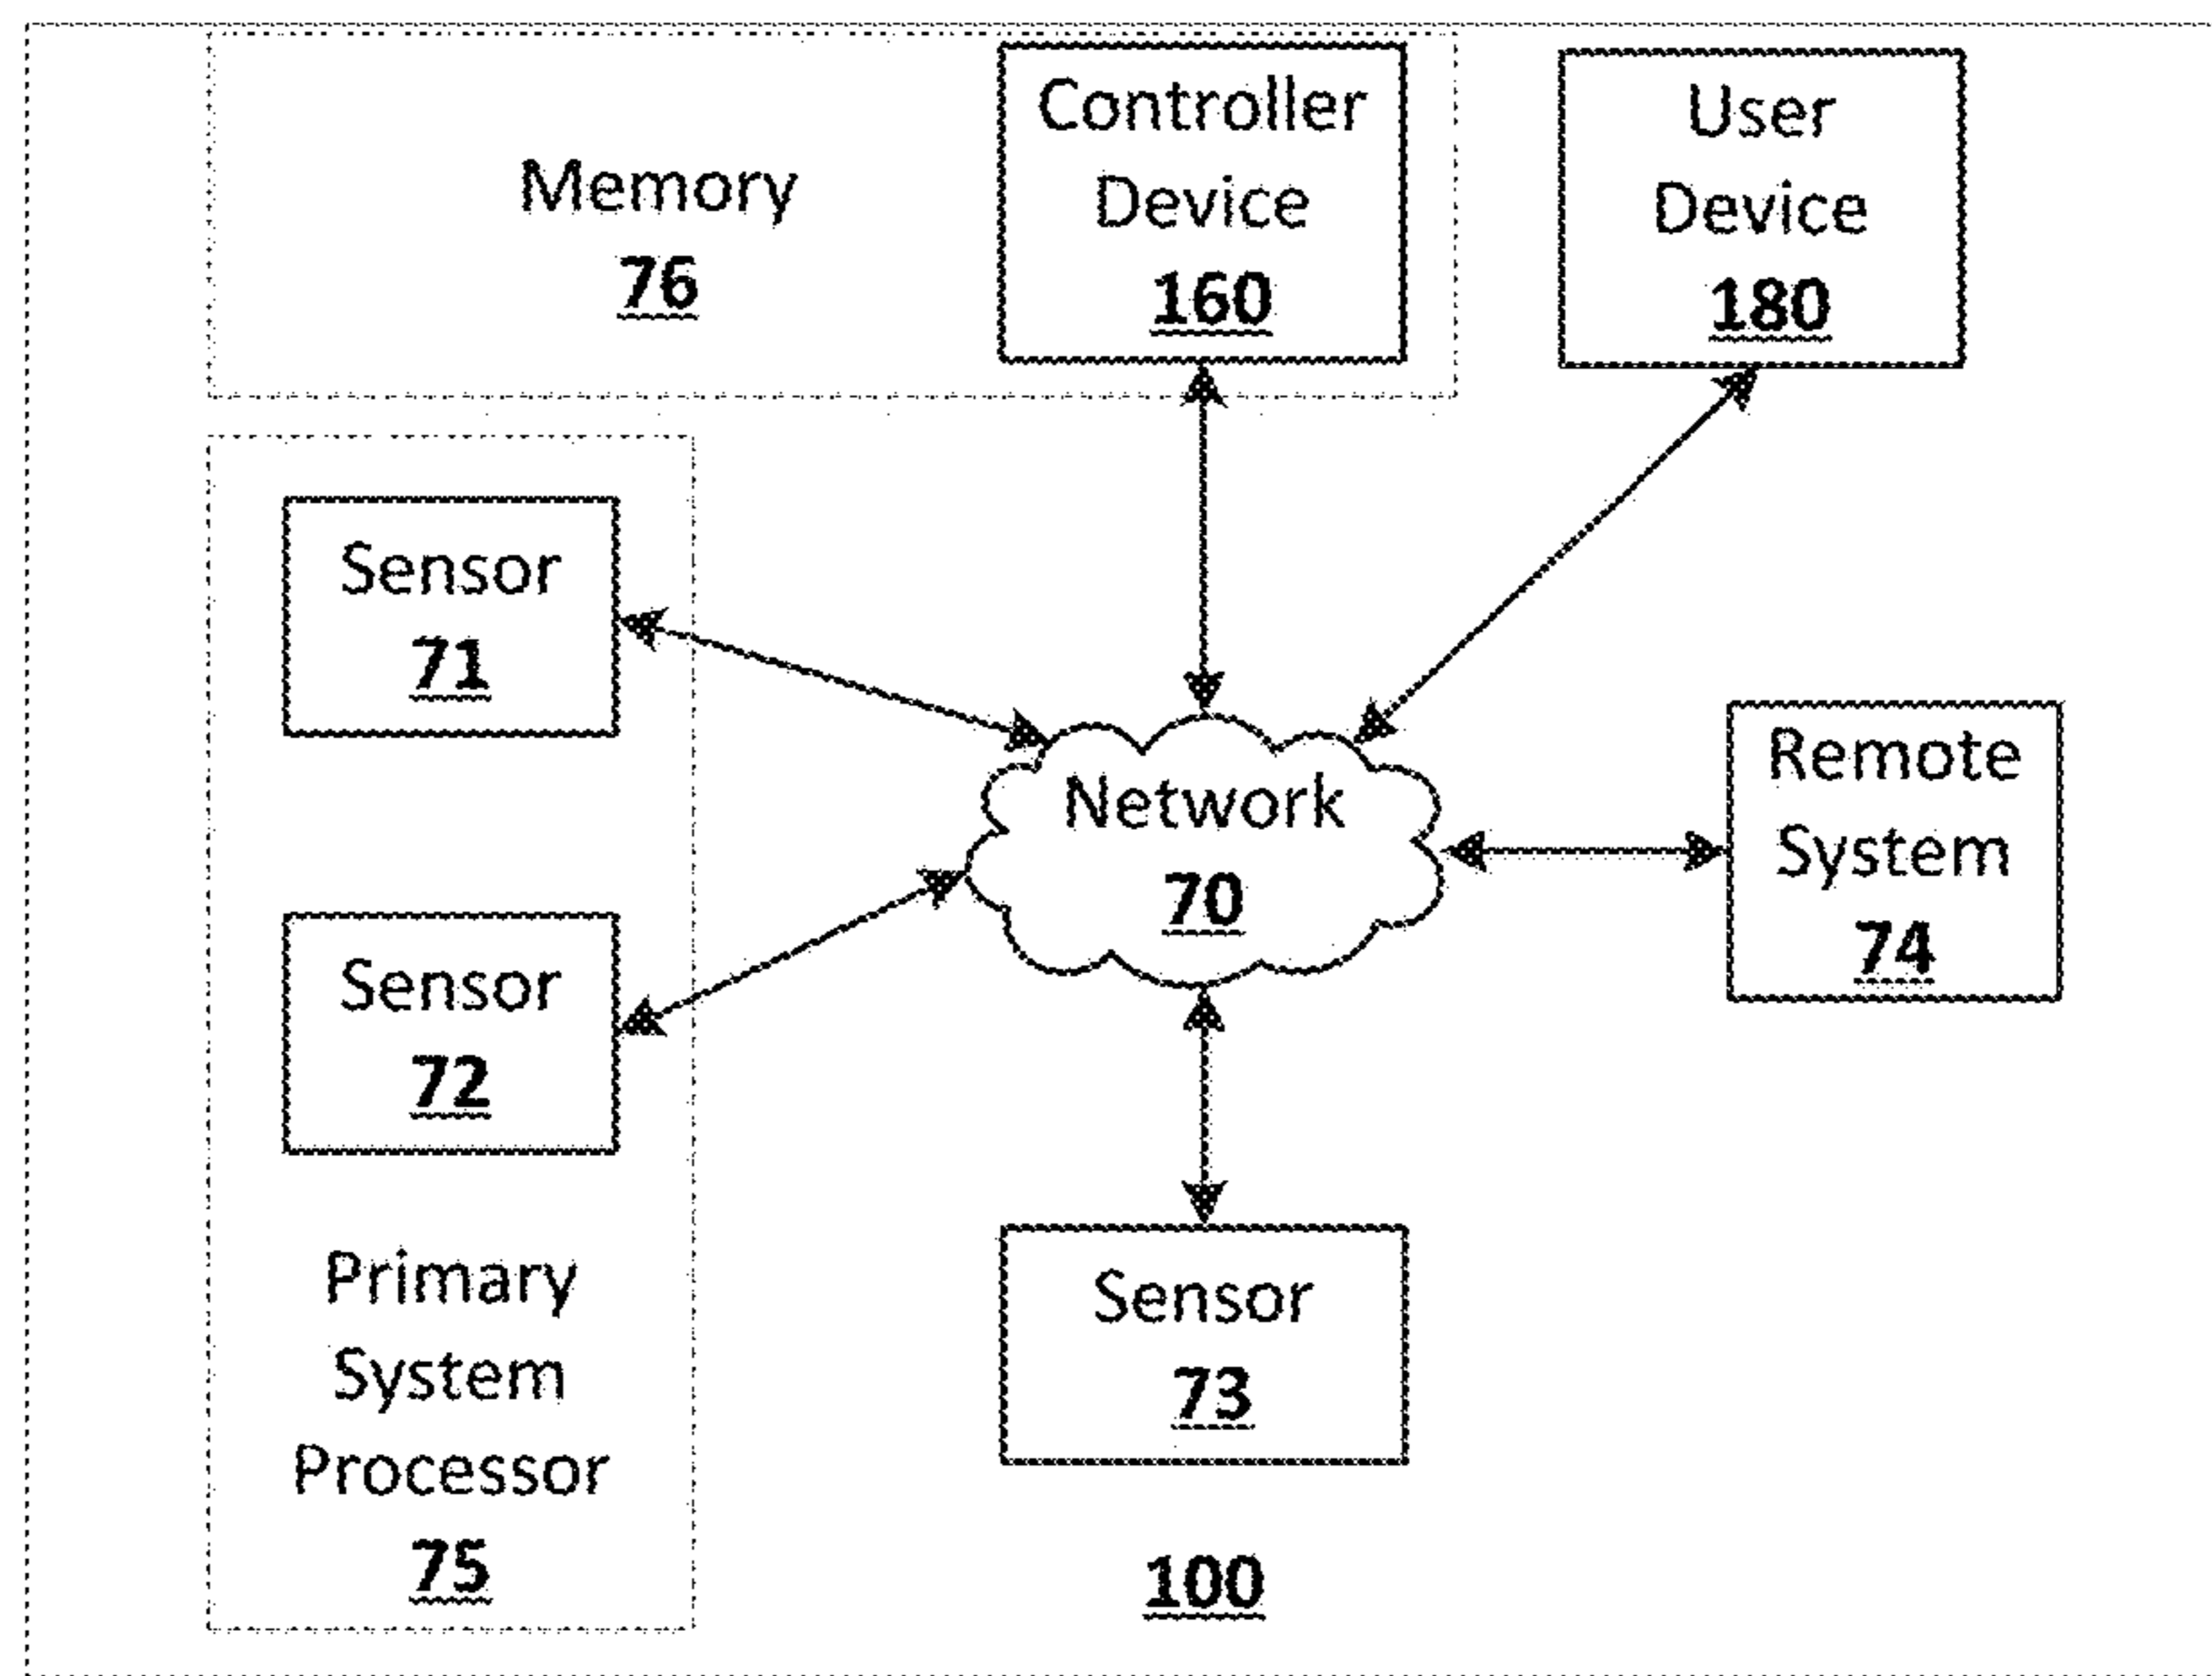 Memory
76
Controller
Device
160
User
Device
180
Sensor
71
Network
70
Remote
System
74
Sensor
72
Primary
System
Processor
75
Sensor
73
100